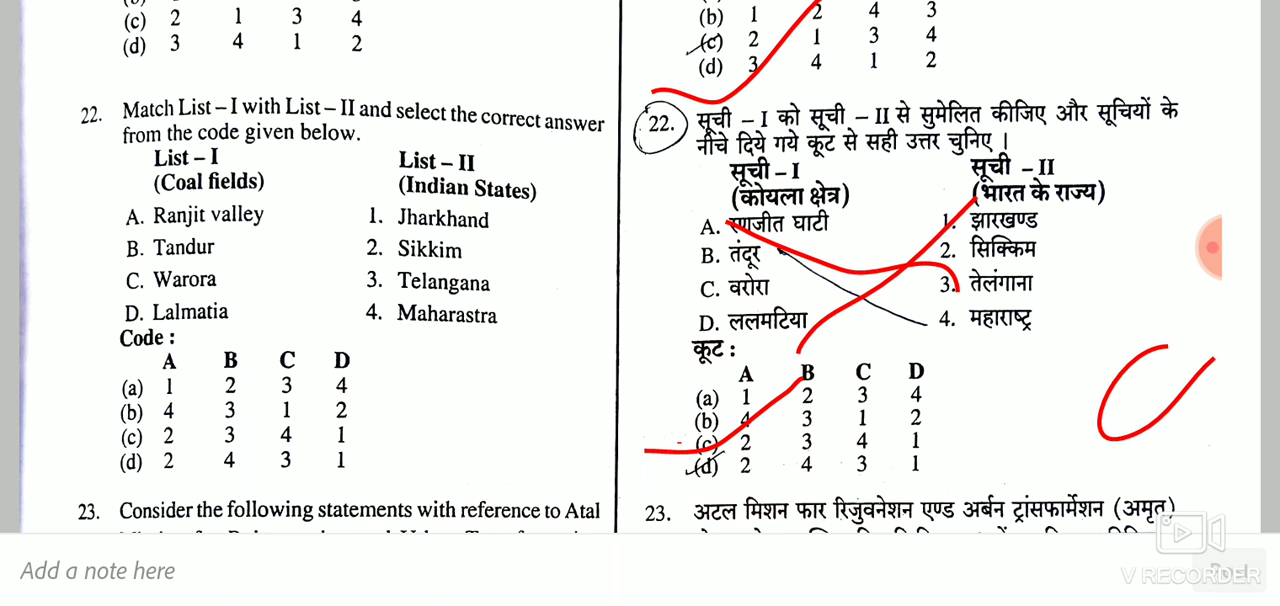 (c) 2 1 3 4
(d) 3 4 1 2
22. Match List – I with List – II and select the correct answer
from the code given below.
List – I List – II
(Coal fields) (Indian States)
A. Ranjit valley 1. Jharkhand
B. Tandur 2. Sikkim
C. Warora 3. Telangana
D. Lalmatia 4. Maharastra
Code :
A B C D
(a) 1 2 3 4
(b) 4 3 1 2
(c) 2 3 4 1
(d) 2 4 3 1
23. Consider the following statements with reference to Atal
(b) 1 2 4 3
(c) 2 1 3 4
(d) 3 4 1 2
22. सूची – I को सूची – II से सुमेलित कीजिए और सूचियों के
नीचे दिये गये कूट से सही उत्तर चुनिए ।
सूची – I सूची – II
(कोयला क्षेत्र) (भारत के राज्य)
A. रणजीत घाटी 1. झारखण्ड
B. तंदूर 2. सिक्किम
C. वरोरा 3. तेलंगाना
D. ललमटिया 4. महाराष्ट्र
कूट :
A B C D
(a) 1 2 3 4
(b) 4 3 1 2
(c) 2 3 4 1
(d) 2 4 3 1
23. अटल मिशन फार रिजुवनेशन एण्ड अर्बन ट्रांसफार्मेशन (अमृत)
Add a note here
Post
V RECORDER